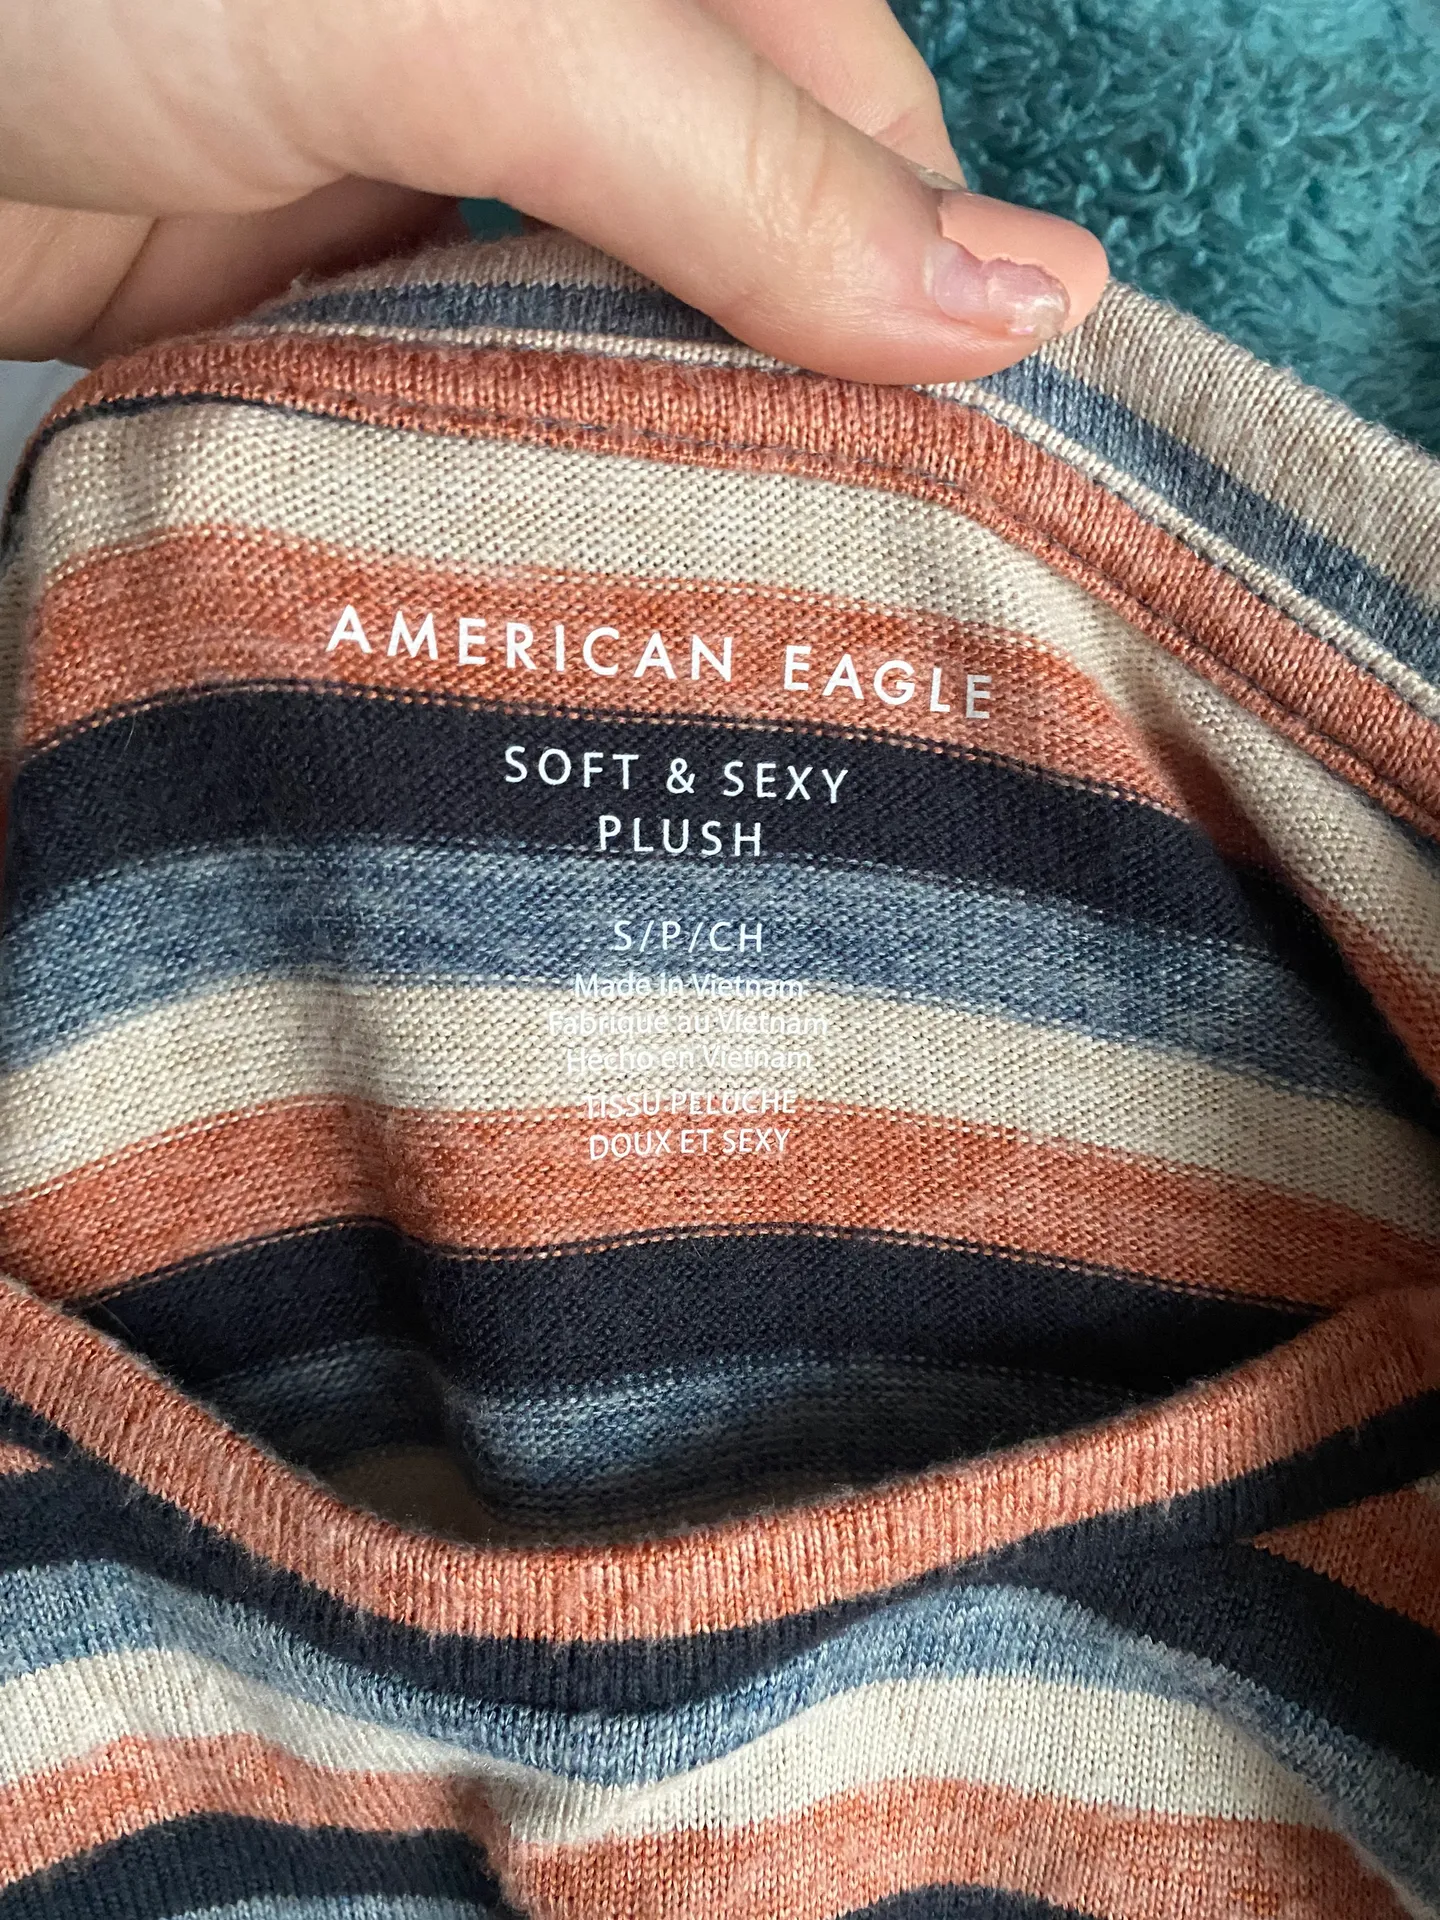 AMERICAN EAGLE
SOFT & SEXY
PLUSH
S/P/CH
Made in Vietnam
Fabriqué au Vietnam
Hecho en Vietnam
TISSU PELUCHE
DOUX ET SEXY